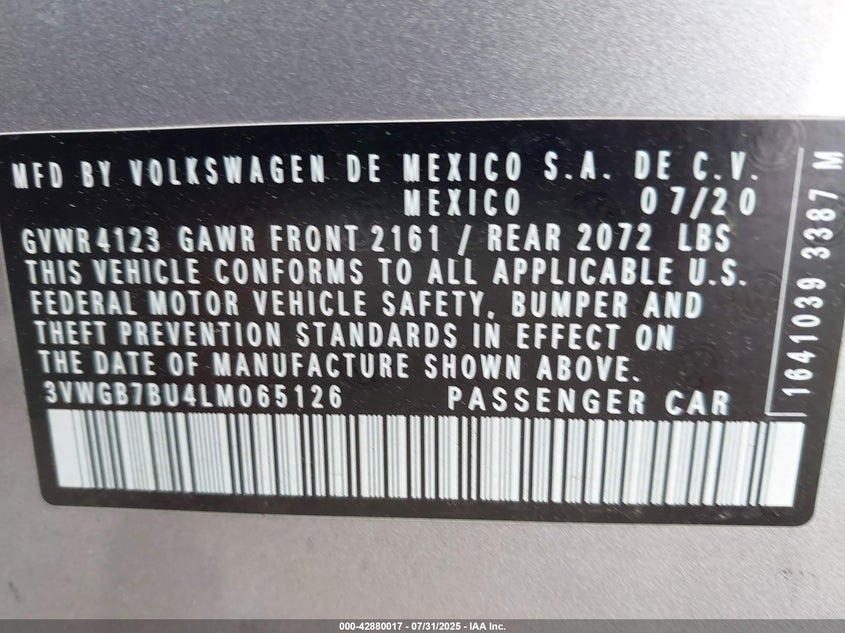 MFD BY VOLKSWAGEN DE MEXICO S.A. DE C.V.
MEXICO 07/20
GVWR 4123 GAWR FRONT 2161 / REAR 2072 LBS
THIS VEHICLE CONFORMS TO ALL APPLICABLE U.S.
FEDERAL MOTOR VEHICLE SAFETY, BUMPER AND
THEFT PREVENTION STANDARDS IN EFFECT ON
THE DATE OF MANUFACTURE SHOWN ABOVE.
3VWGB7BU4LM065126 PASSENGER CAR
1641039 3387 M
000-42880017 - 07/31/2025 - IAA Inc.